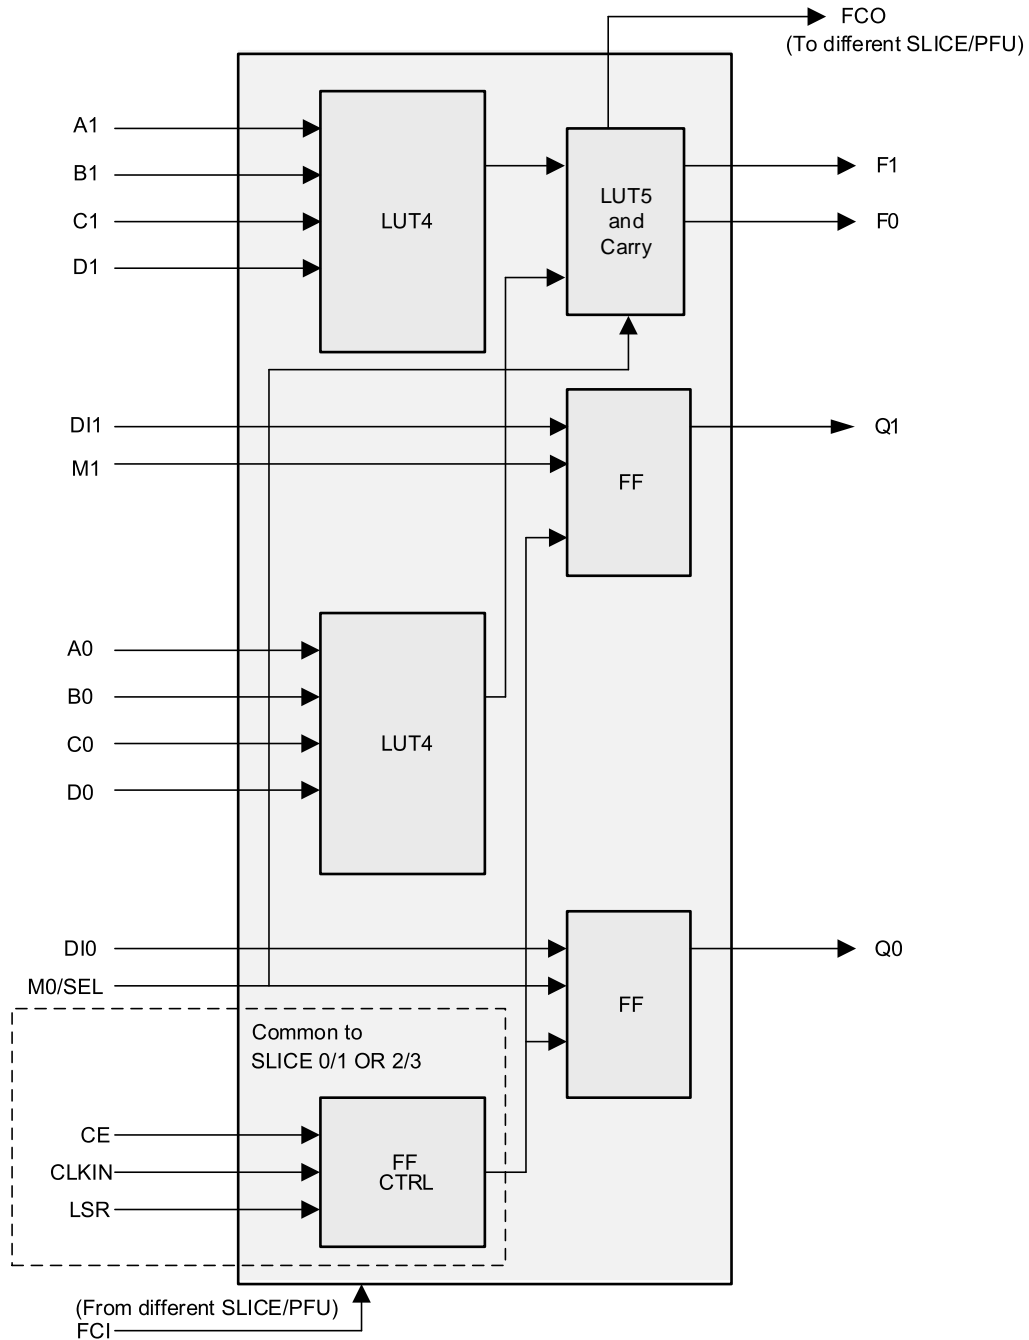 FCO
(To different SLICE/PFU)
A1
B1
C1
D1
LUT4
LUT5
and
Carry
F1
F0
DI1
M1
FF
Q1
A0
B0
C0
D0
LUT4
DI0
M0/SEL
FF
Q0
Common to
SLICE 0/1 OR 2/3
CE
CLKIN
LSR
FF
CTRL
(From different SLICE/PFU)
FCI